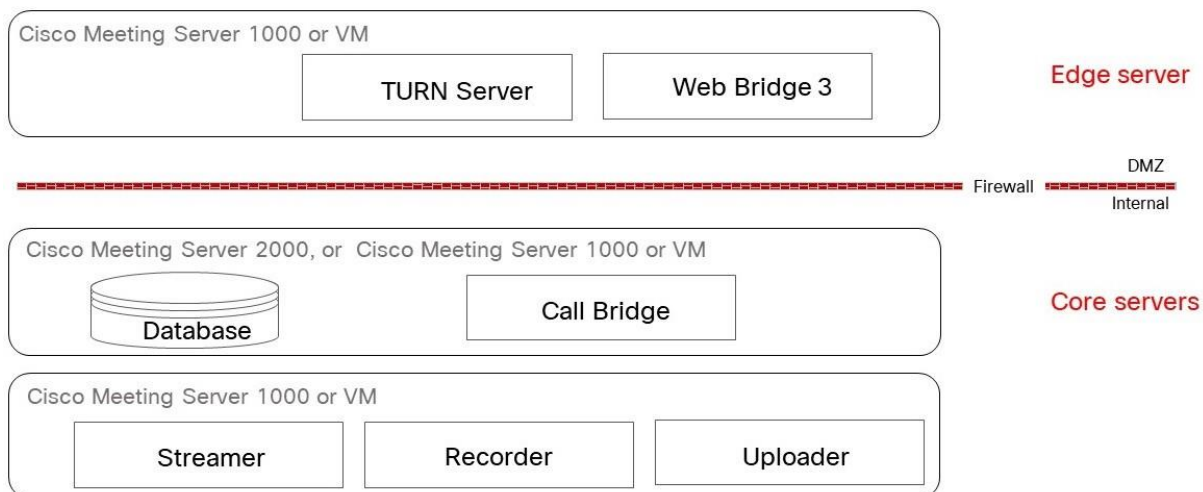 Cisco Meeting Server 1000 or VM
TURN Server
Web Bridge 3
Edge server
DMZ
Firewall
Internal
Cisco Meeting Server 2000, or Cisco Meeting Server 1000 or VM
Database
Call Bridge
Core servers
Cisco Meeting Server 1000 or VM
Streamer
Recorder
Uploader